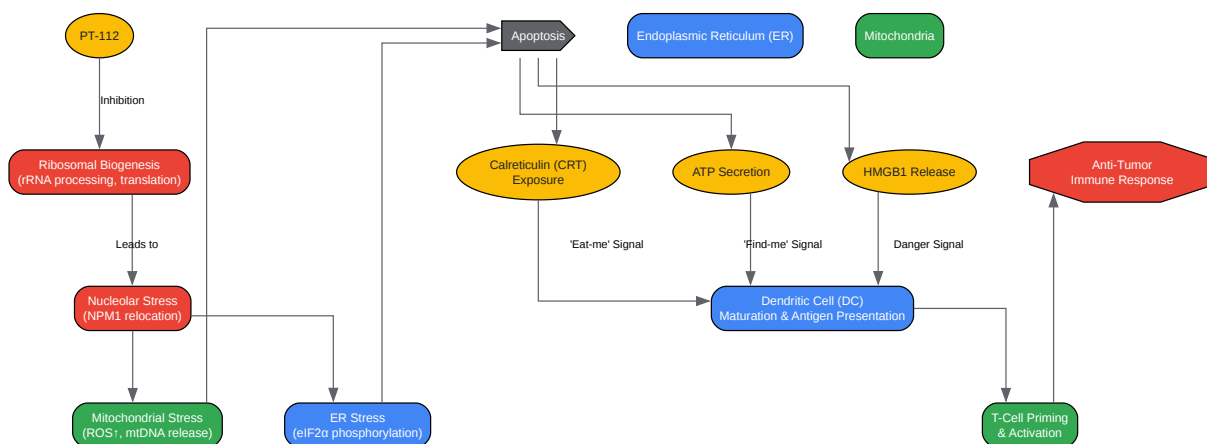 PT-112
Apoptosis
Endoplasmic Reticulum (ER)
Mitochondria
Inhibition
Ribosomal Biogenesis
(rRNA processing, translation)
Calreticulin (CRT)
Exposure
ATP Secretion
HMGB1 Release
Anti-Tumor
Immune Response
Leads to
'Eat-me' Signal
'Find-me' Signal
Danger Signal
Nucleolar Stress
(NPM1 relocation)
Dendritic Cell (DC)
Maturation & Antigen Presentation
Mitochondrial Stress
(ROS↑, mtDNA release)
ER Stress
(eIF2α phosphorylation)
T-Cell Priming
& Activation